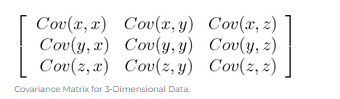 Cov(x, x) Cov(x, y) Cov(x, z)
Cov(y, x) Cov(y, y) Cov(y, z)
Cov(z, x) Cov(z, y) Cov(z, z)
Covariance Matrix for 3-Dimensional Data.